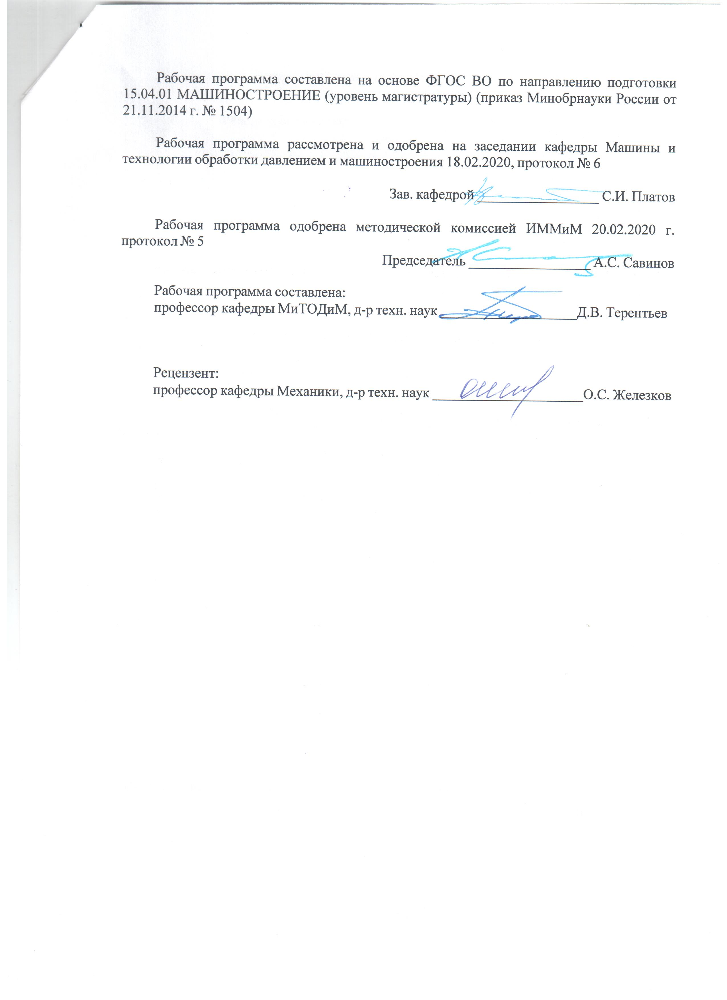 Рабочая программа составлена на основе ФГОС ВО по направлению подготовки
15.04.01 МАШИНОСТРОЕНИЕ (уровень магистратуры) (приказ Минобрнауки России от
21.11.2014 г. № 1504)
Рабочая программа рассмотрена и одобрена на заседании кафедры Машины и
технологии обработки давлением и машиностроения 18.02.2020, протокол № 6
Зав. кафедрой С.И. Платов
Рабочая программа одобрена методической комиссией ИММиМ 20.02.2020 г.
протокол № 5
Председатель А.С. Савинов
Рабочая программа составлена:
профессор кафедры МиТОДиМ, д-р техн. наук Д.В. Терентьев
Рецензент:
профессор кафедры Механики, д-р техн. наук О.С. Железков